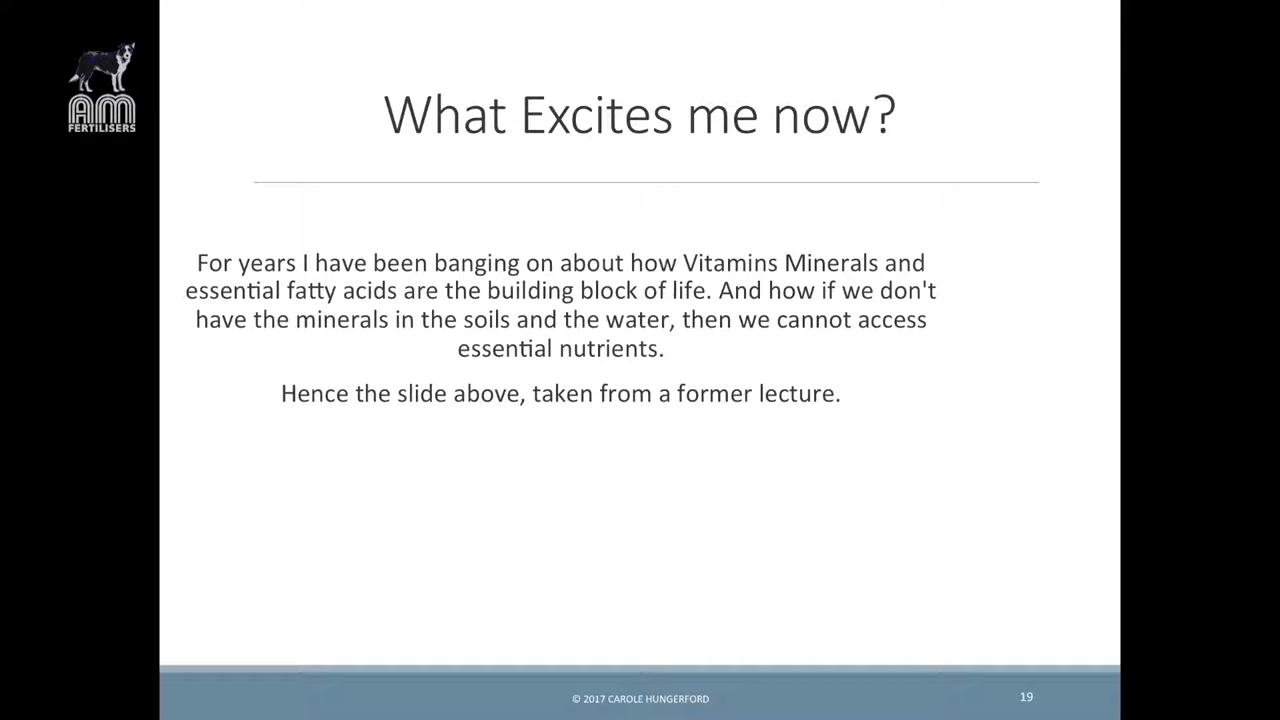 AM
FERTILISERS
What Excites me now?
For years I have been banging on about how Vitamins Minerals and
essential fatty acids are the building block of life. And how if we don't
have the minerals in the soils and the water, then we cannot access
essential nutrients.
Hence the slide above, taken from a former lecture.
© 2017 CAROLE HUNGERFORD
19